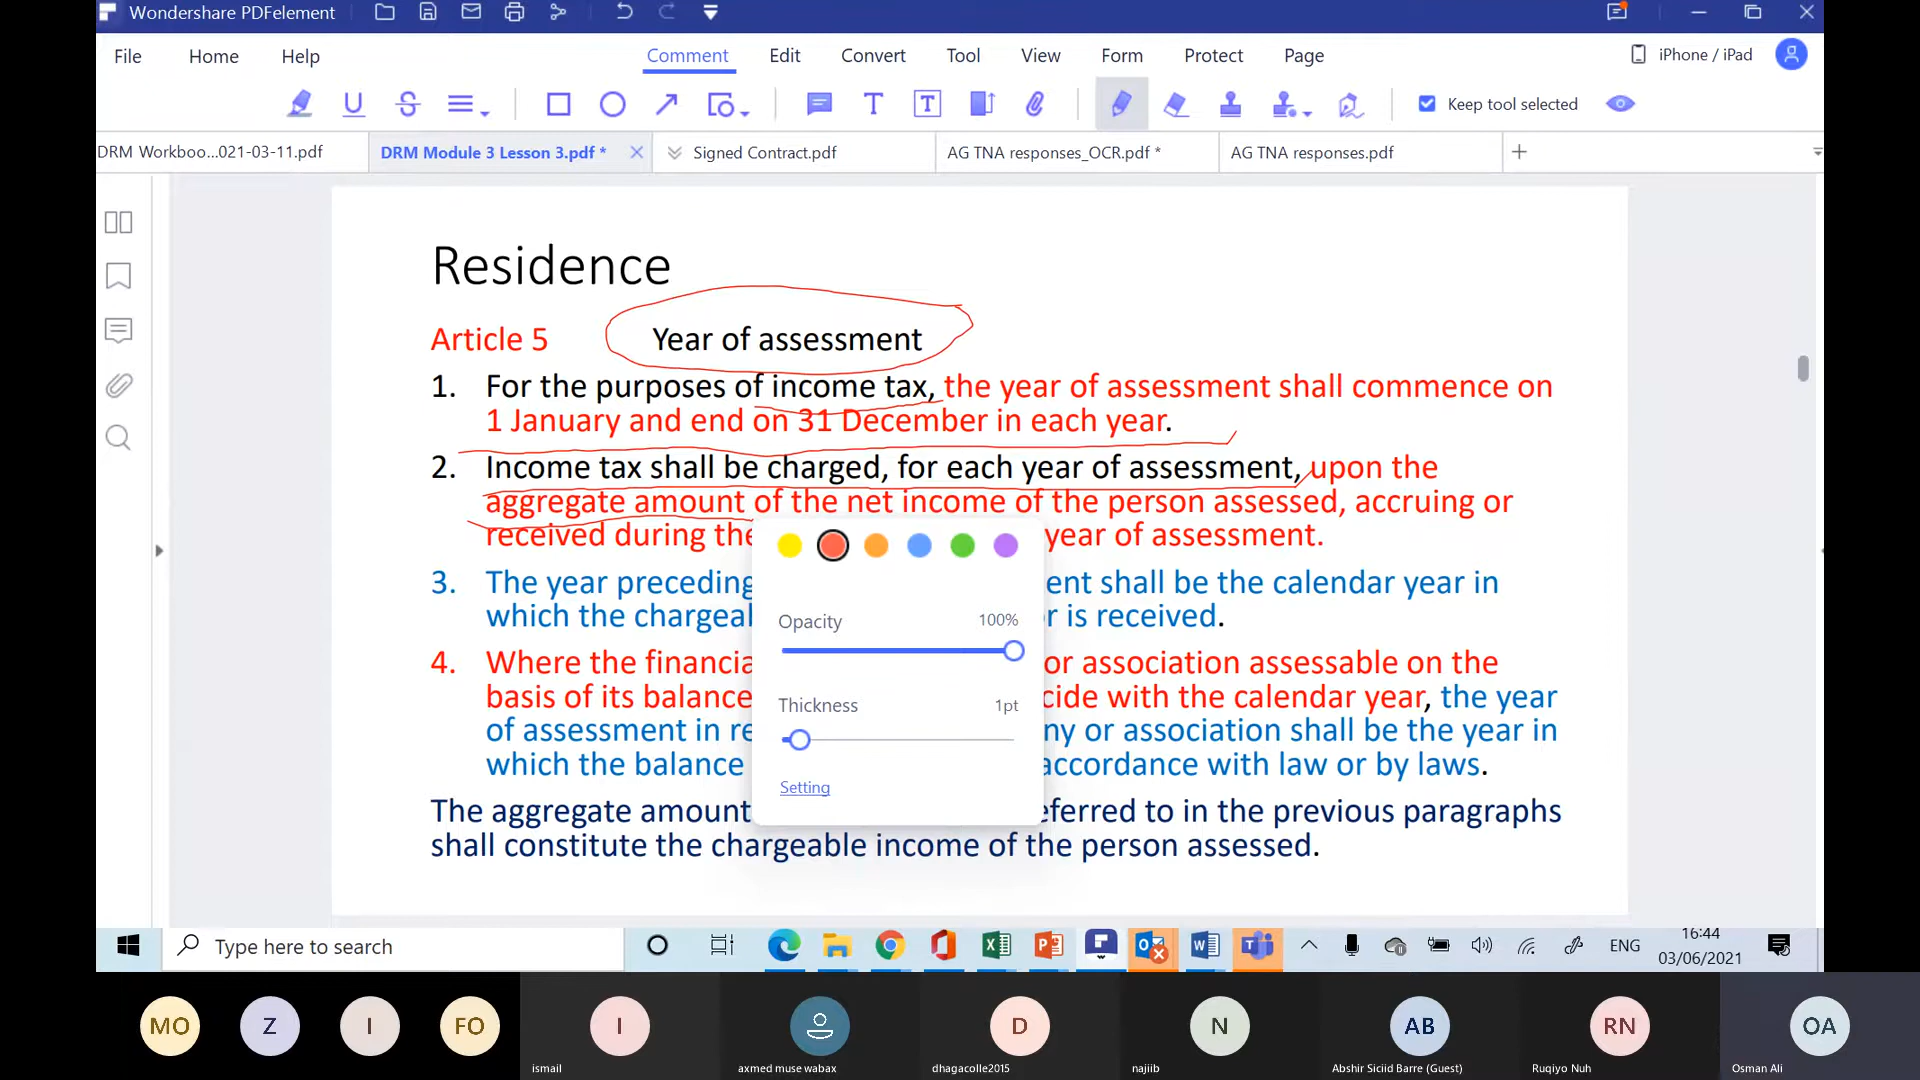 Wondershare PDFelement
File Home Help Comment Edit Convert Tool View Form Protect Page iPhone / iPad
Keep tool selected
DRM Workboo...021-03-11.pdf DRM Module 3 Lesson 3.pdf * Signed Contract.pdf AG TNA responses_OCR.pdf * AG TNA responses.pdf
Residence
Article 5 Year of assessment
1. For the purposes of income tax, the year of assessment shall commence on
1 January and end on 31 December in each year.
2. Income tax shall be charged, for each year of assessment, upon the
aggregate amount of the net income of the person assessed, accruing or
received during the year of assessment.
3. The year preceding ent shall be the calendar year in
which the chargeal r is received.
4. Where the financia or association assessable on the
basis of its balance cide with the calendar year, the year
of assessment in re ny or association shall be the year in
which the balance accordance with law or by laws.
The aggregate amount eferred to in the previous paragraphs
shall constitute the chargeable income of the person assessed.
Opacity 100%
Thickness 1pt
Setting
Type here to search
ENG
16:44
03/06/2021
MO Z I FO I D N AB RN OA
ismail axmed muse wabax dhagacolle2015 najiib Abshir Siciid Barre (Guest) Ruqiyo Nuh Osman Ali